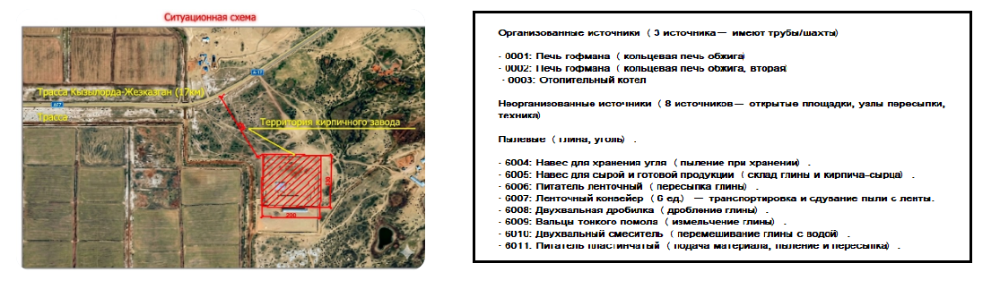 Ситуационная схема
Трасса Кызылорда-Жезказган (17км)
Трасса
Территория кирпичного завода
200
Организованные источники ( 3 источника— имеют трубы/шахты)
- 0001: Печь гофмана ( кольцевая печь обжига)
- 0002: Печь гофмана ( кольцевая печь обжига, вторая)
- 0003: Отопительный котел
Неорганизованные источники ( 8 источников— открытые площадки, узлы пересыпки,
техника)
Пылевые ( глина, уголь) .
- 6004: Навес для хранения угля ( пыление при хранении) .
- 6005: Навес для сырой и готовой продукции ( склад глины и кирпича-сырца) .
- 6006: Питатель ленточный ( пересыпка глины) .
- 6007: Ленточный конвейер ( 6 ед.) — транспортировка и сдувание пыли с ленты.
- 6008: Двухвальная дробилка ( дробление глины) .
- 6009: Вальцы тонкого помола ( измельчение глины) .
- 6010: Двухвальный смеситель ( перемешивание глины с водой) .
- 6011: Питатель пластинчатый ( подача материала, пыление и пересыпка) .